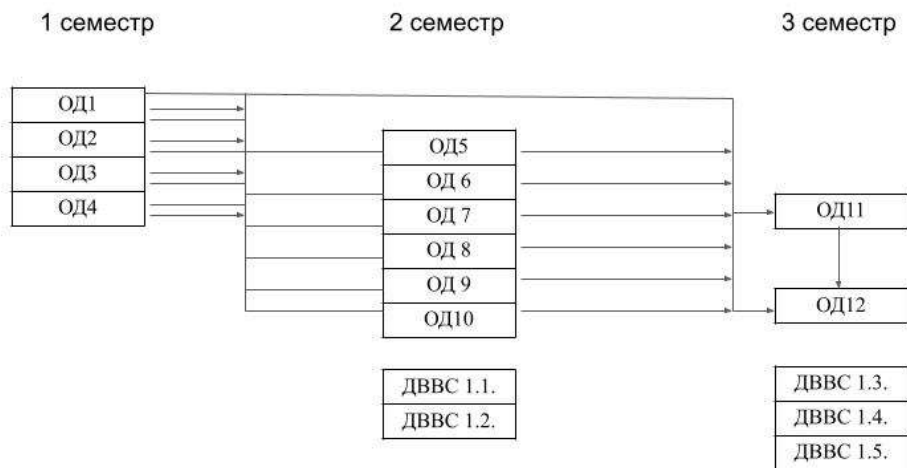 1 семестр
2 семестр
3 семестр
ОД1
ОД2
ОД3
ОД4
ОД5
ОД 6
ОД 7
ОД 8
ОД 9
ОД10
ДВВС 1.1.
ДВВС 1.2.
ОД11
ОД12
ДВВС 1.3.
ДВВС 1.4.
ДВВС 1.5.